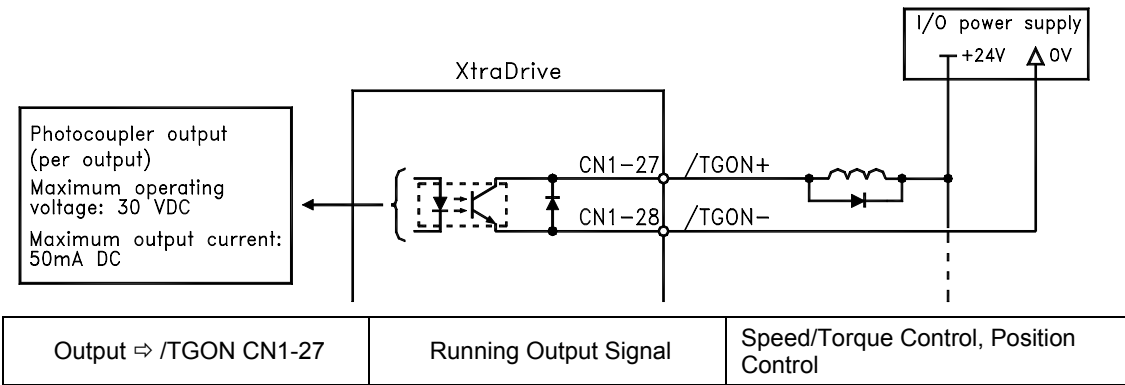 I/O power supply
+24V 0V
XtraDrive
Photocoupler output
(per output)
Maximum operating
voltage: 30 VDC
Maximum output current:
50mA DC
CN1-27 /TGON+
CN1-28 /TGON-
Output ⇨ /TGON CN1-27
Running Output Signal
Speed/Torque Control, Position
Control